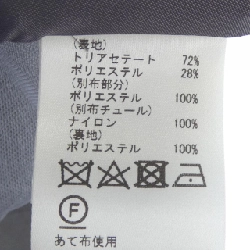 (表地)
トリアセテート 72%
ポリエステル 28%
(別布部分)
ポリエステル 100%
(別布チュール)
ナイロン 100%
(裏地)
ポリエステル 100%
F
あて布使用